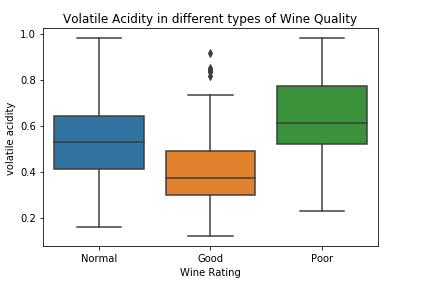 Volatile Acidity in different types of Wine Quality
1.0
0.8
0.6
0.4
0.2
volatile acidity
Normal Good Poor
Wine Rating